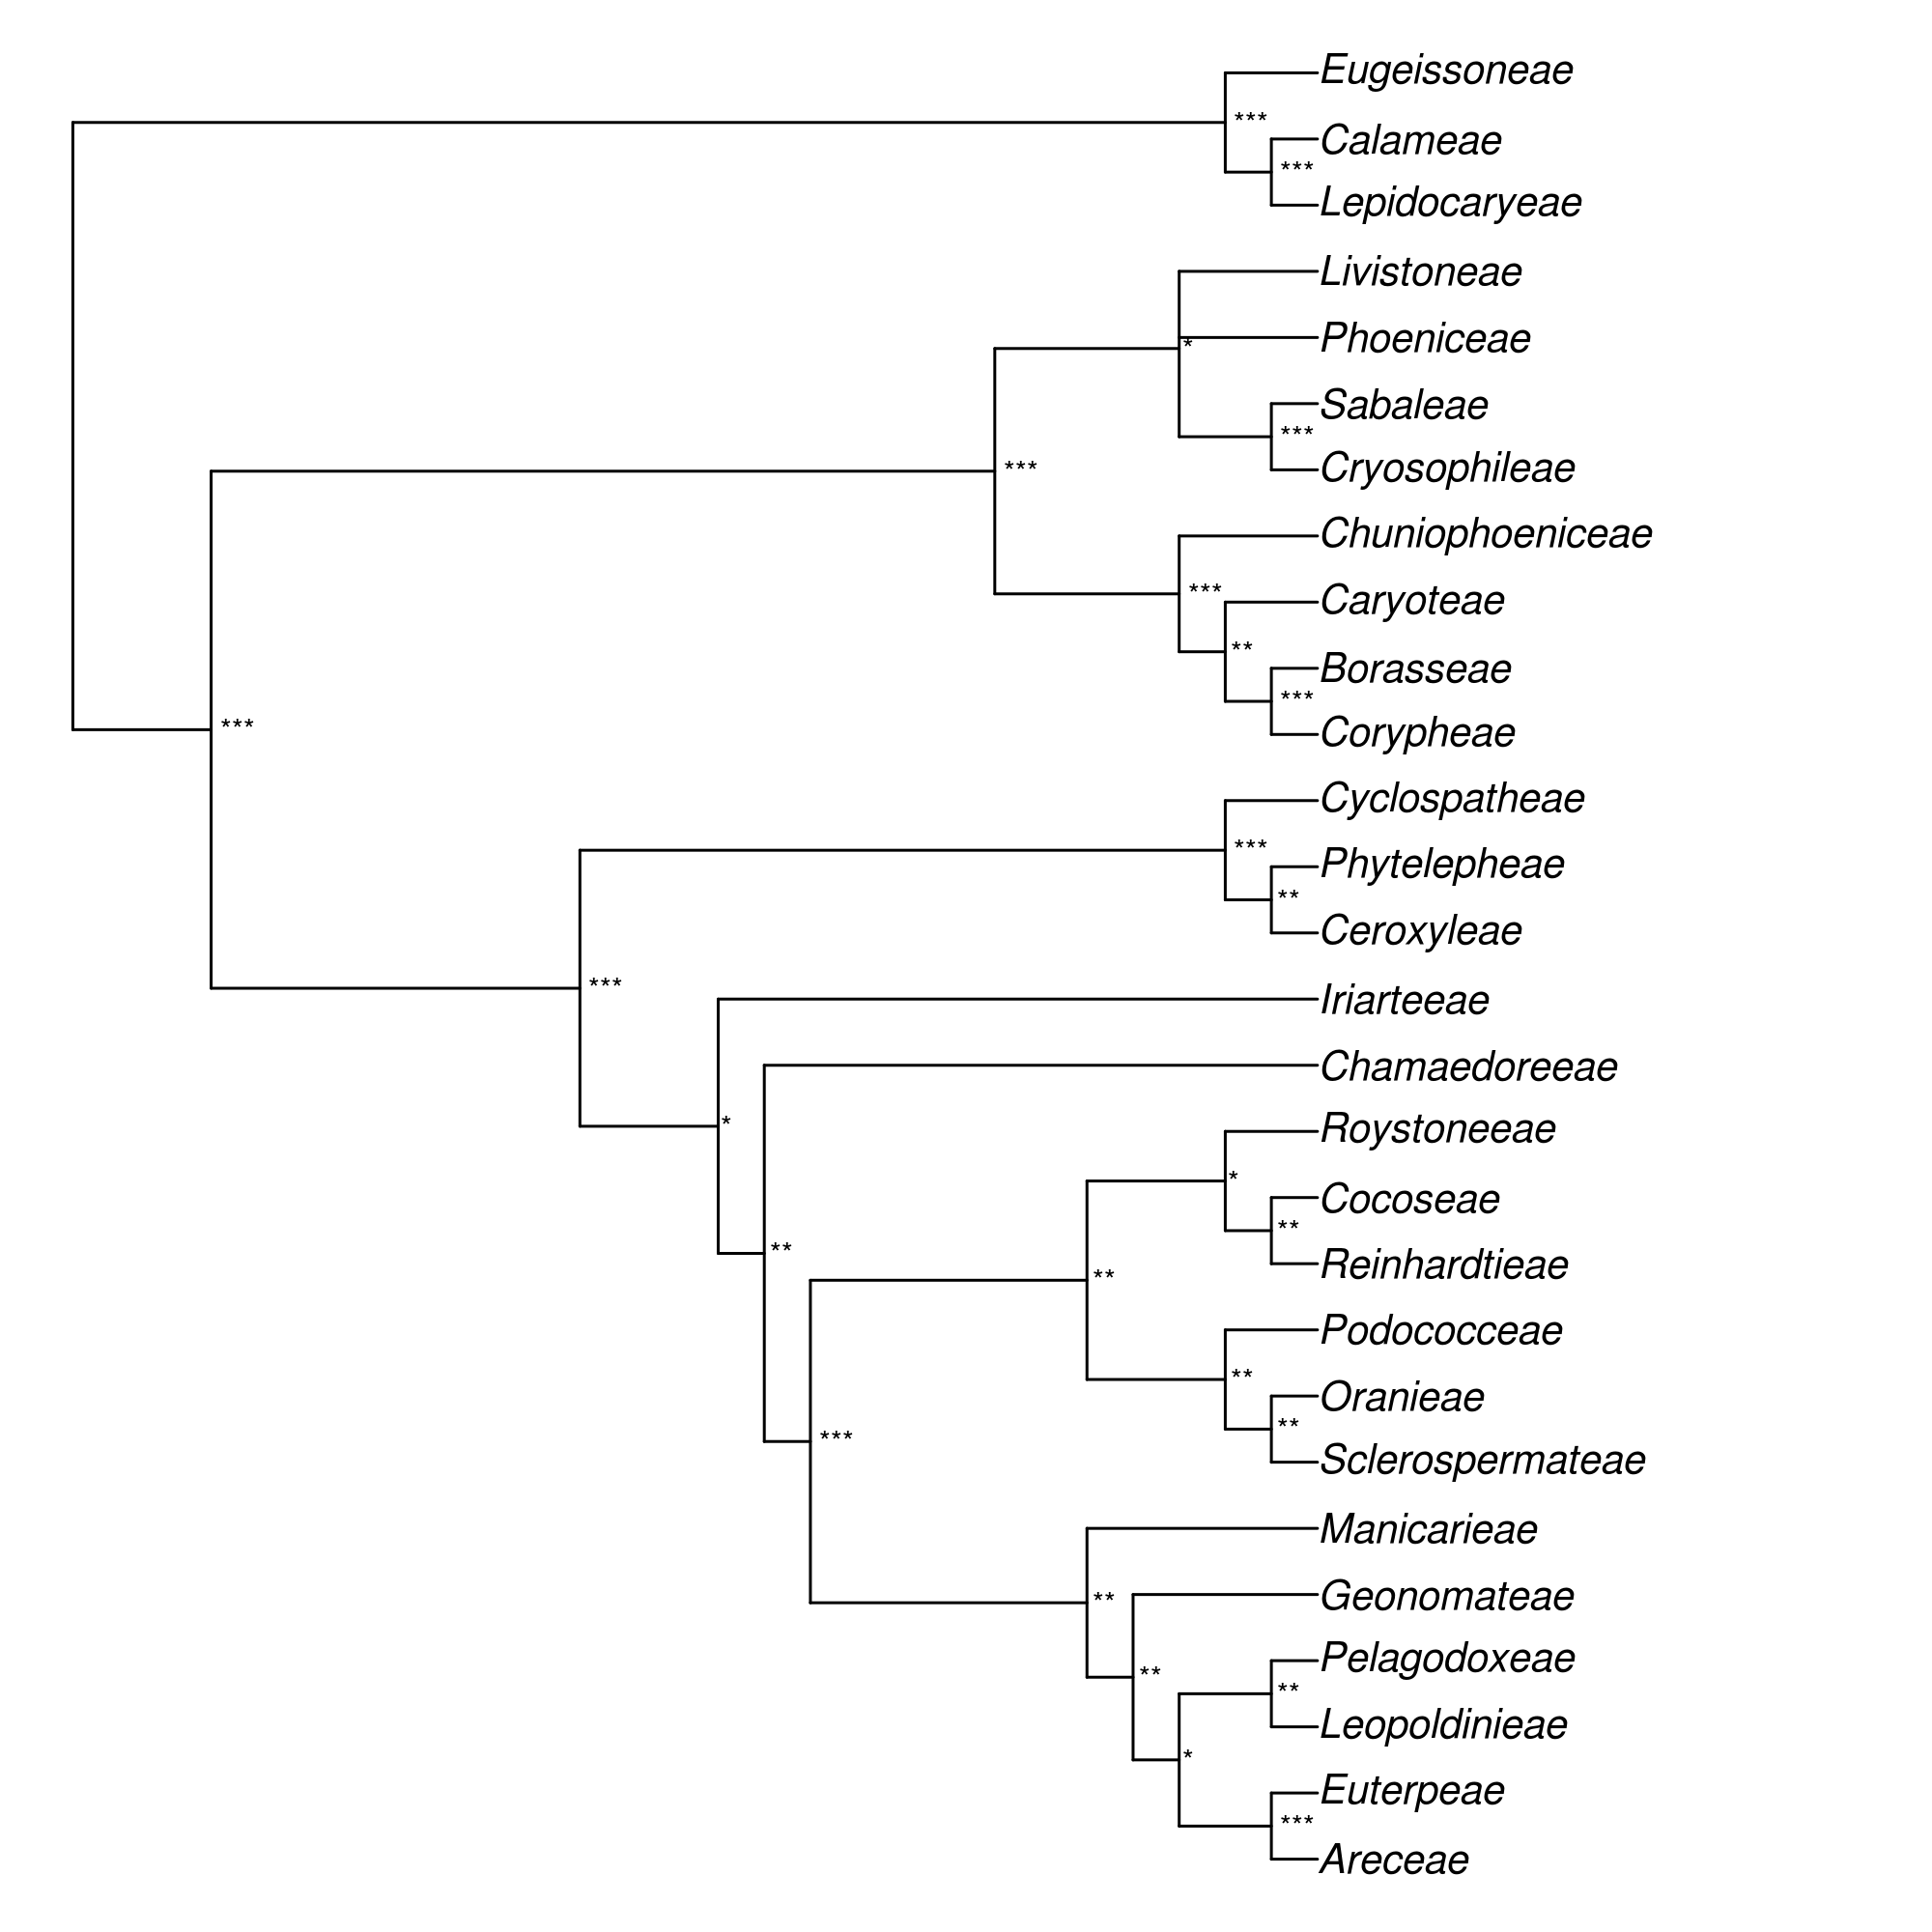 Eugeissoneae
***
Calameae
***
Lepidocaryeae
Livistoneae
Phoeniceae
*
Sabaleae
***
Cryosophileae
***
Chuniophoeniceae
***
Caryoteae
**
Borasseae
***
Corypheae
***
Cyclospatheae
***
Phytelepheae
**
Ceroxyleae
***
Iriarteeae
Chamaedoreeae
*
Roystoneeae
*
Cocoseae
**
**
Reinhardtieae
**
Podococceae
**
Oranieae
**
***
Sclerospermateae
Manicarieae
**
Geonomateae
Pelagodoxeae
**
**
Leopoldinieae
*
Euterpeae
***
Areceae